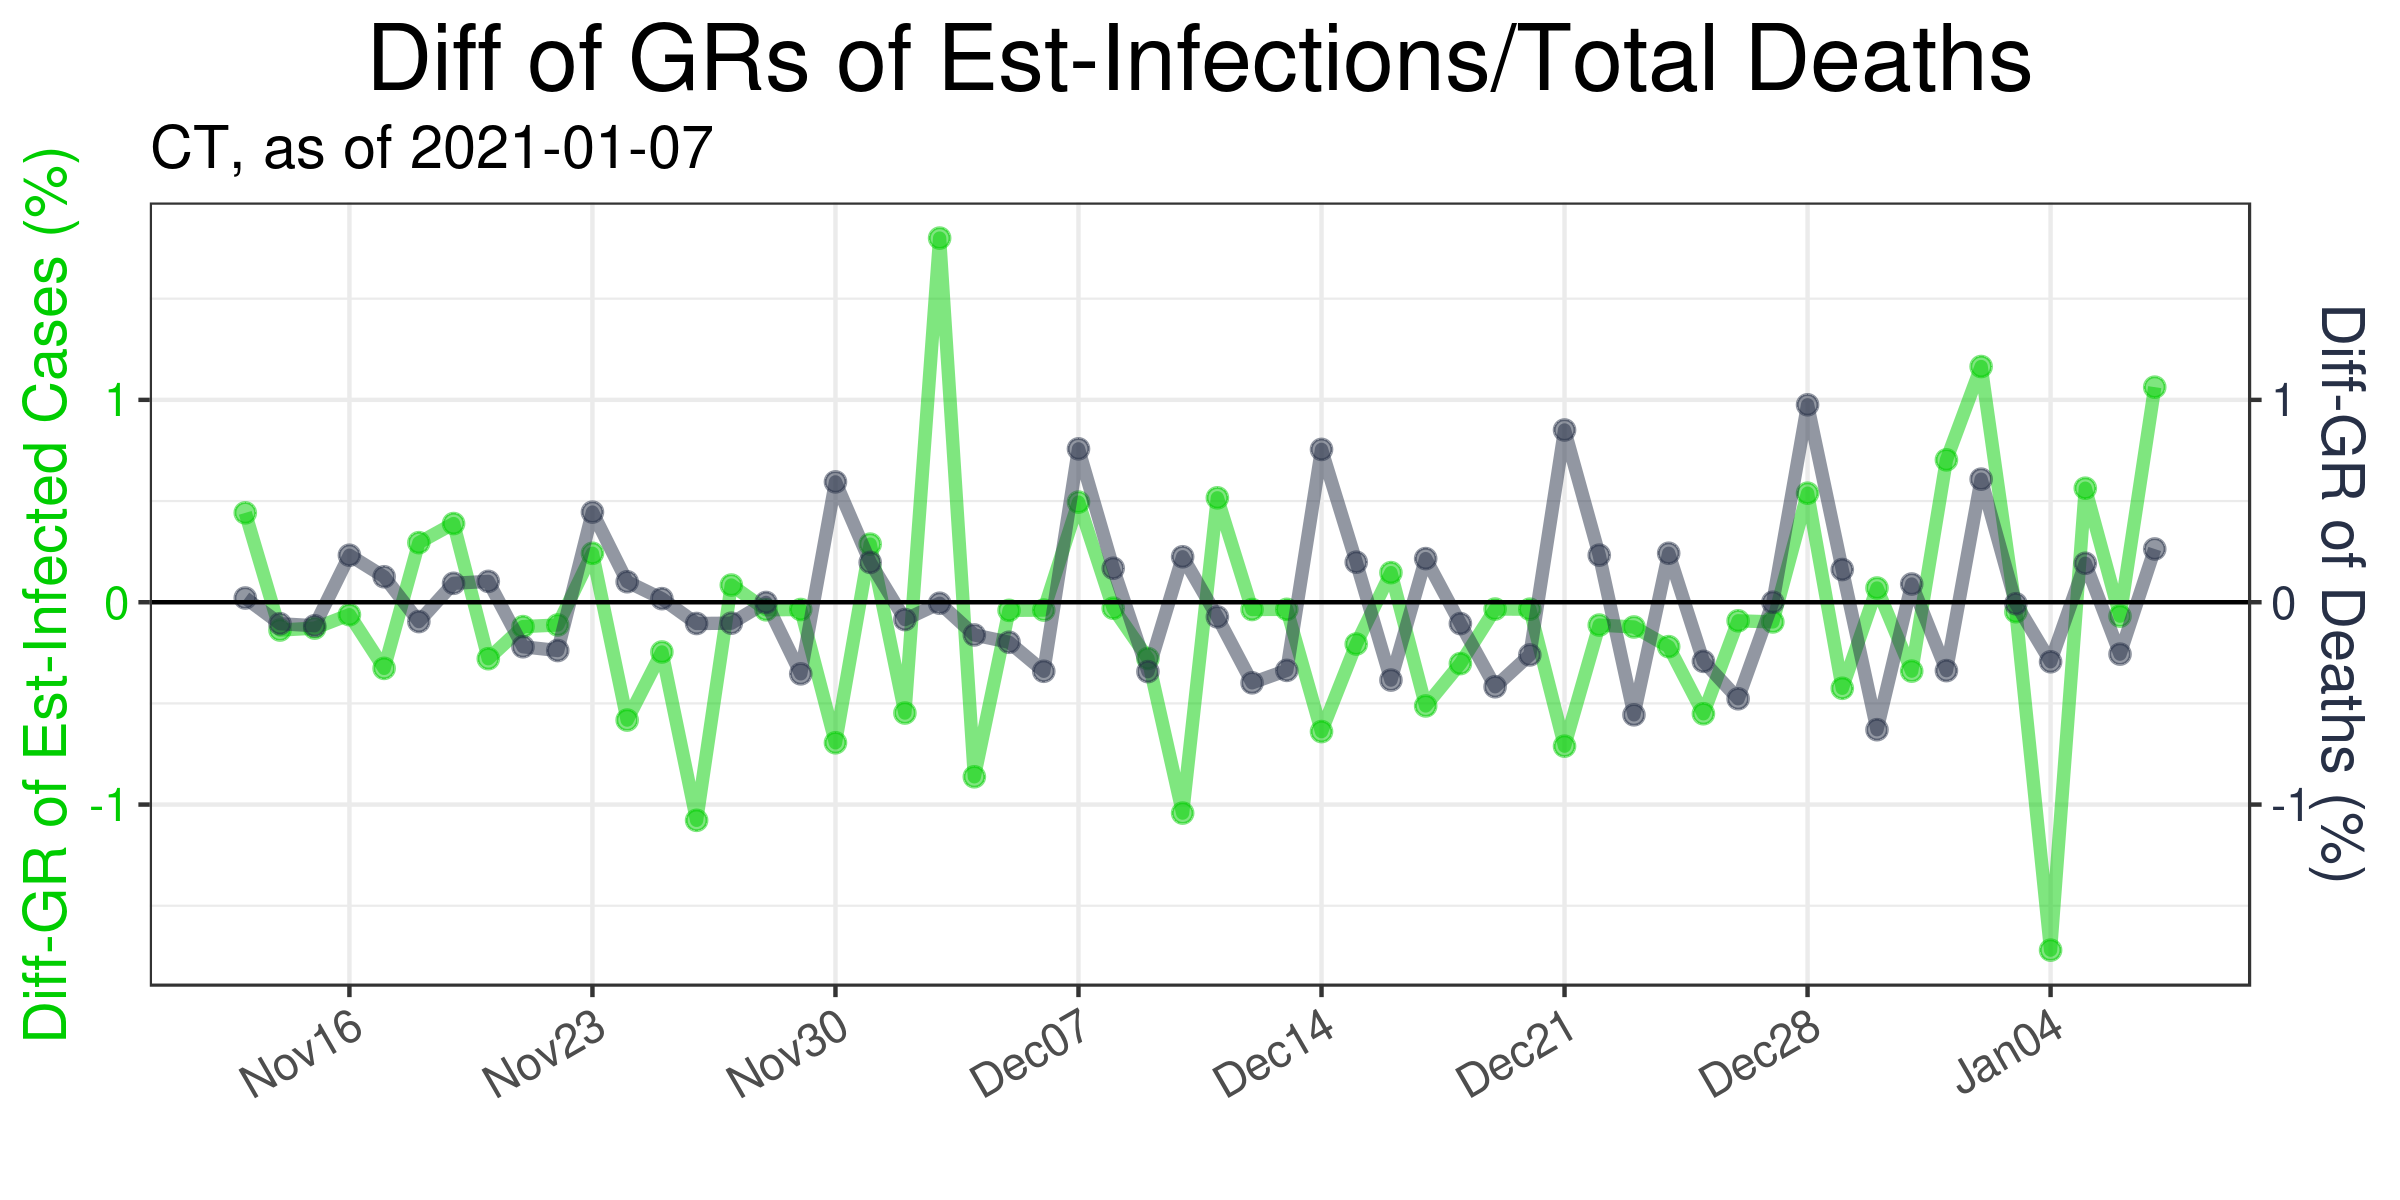 Diff of GRs of Est-Infections/Total Deaths
CT, as of 2021-01-07
Diff-GR of Est-Infected Cases (%)
1
0
-1
1
0
-1
Diff-GR of Deaths (%)
Nov16
Nov23
Nov30
Dec07
Dec14
Dec21
Dec28
Jan04